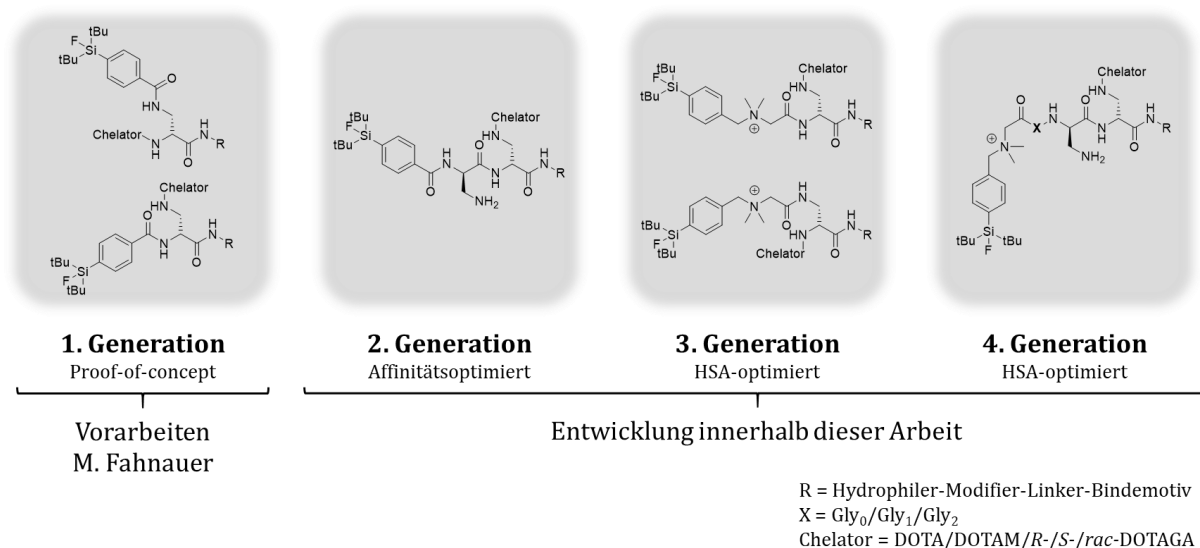 tBu
F
Si
tBu
O
HN
Chelator
N
H
H
N
R
O
Chelator
HN
O
H
N
R
N
H
O
tBu
Si
F
tBu
1. Generation
Proof-of-concept
Chelator
tBu
F
Si
tBu
H
N
O
HN
H
N
R
O
N
H
O
NH2
2. Generation
Affinitätsoptimiert
Chelator
tBu
F
Si
tBu
N
⊕
O
HN
H
N
R
N
H
O
N
⊕
H
N
O
H
N
R
HN
O
Chelator
tBu
Si
F
tBu
3. Generation
HSA-optimiert
Chelator
O
H
X N
O
HN
H
N
R
⊕
N
N
H
O
NH2
tBu
Si
tBu
F
4. Generation
HSA-optimiert
Vorarbeiten
M. Fahnauer
Entwicklung innerhalb dieser Arbeit
R = Hydrophiler-Modifier-Linker-Bindemotiv
X = Gly0/Gly1/Gly2
Chelator = DOTA/DOTAM/R-/S-/rac-DOTAGA